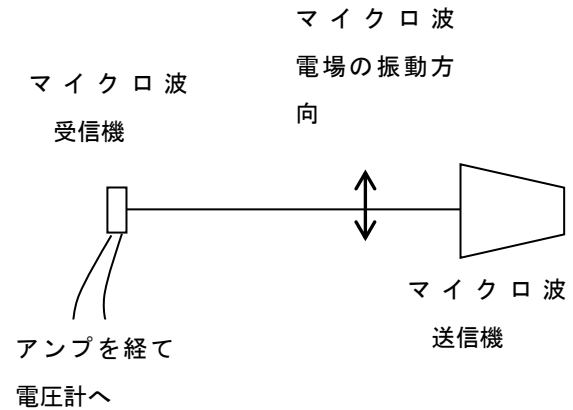 マイクロ波
電場の振動方
向
マイクロ波
受信機
マイクロ波
送信機
アンプを経て
電圧計へ